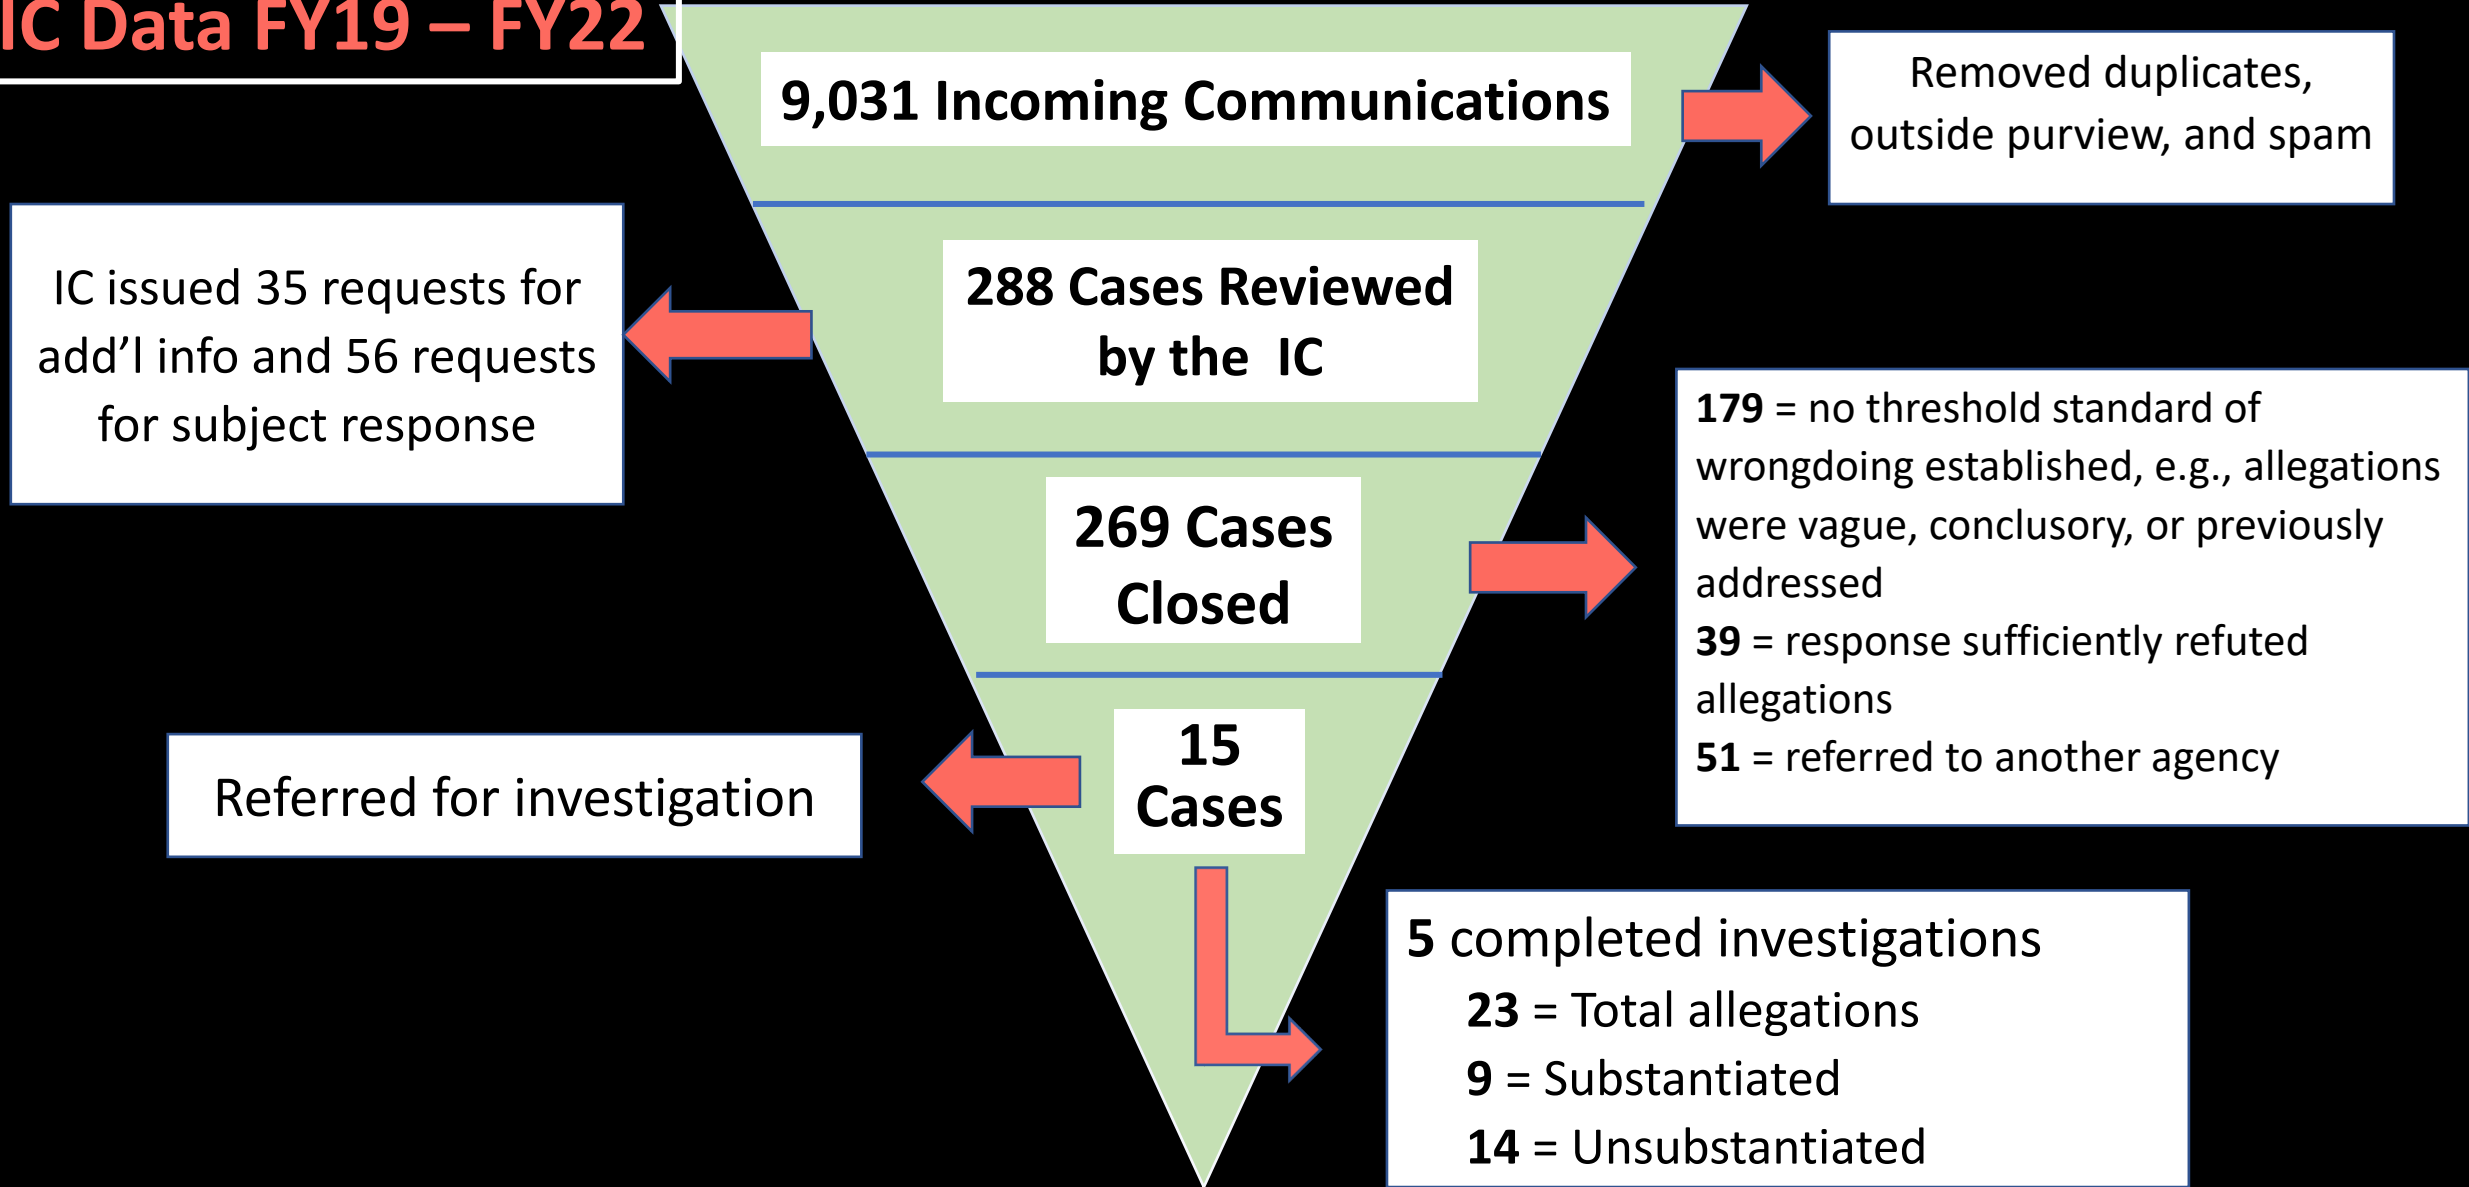 IC Data FY19 – FY22
9,031 Incoming Communications
Removed duplicates,
outside purview, and spam
288 Cases Reviewed
by the IC
IC issued 35 requests for
add’l info and 56 requests
for subject response
269 Cases
Closed
179 = no threshold standard of
wrongdoing established, e.g., allegations
were vague, conclusory, or previously
addressed
39 = response sufficiently refuted
allegations
51 = referred to another agency
15
Cases
Referred for investigation
5 completed investigations
23 = Total allegations
9 = Substantiated
14 = Unsubstantiated